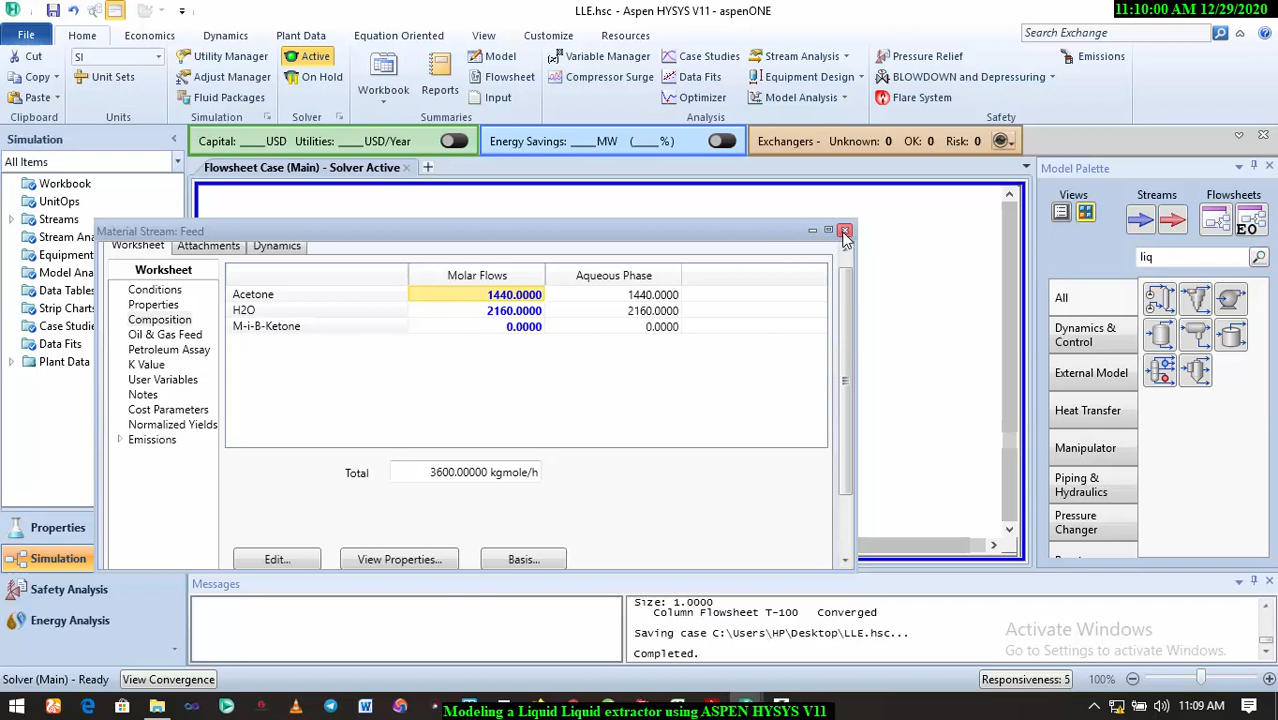 LLE.hsc - Aspen HYSYS V11 - aspenONE
11:10:00 AM 12/29/2020
File Home Economics Dynamics Plant Data Equation Oriented View Customize Resources
Search Exchange
Cut
Copy
Paste
Clipboard
SI
Unit Sets
Units
Utility Manager
Adjust Manager
Fluid Packages
Simulation
Active
On Hold
Solver
Workbook
Reports
Model
Flowsheet
Input
Summaries
Variable Manager
Compressor Surge
Case Studies
Data Fits
Optimizer
Stream Analysis
Equipment Design
Model Analysis
Analysis
Pressure Relief
BLOWDOWN and Depressuring
Flare System
Emissions
Safety
Capital: ____ USD Utilities: ____ USD/Year
Energy Savings: ____ MW (____ %)
Exchangers - Unknown: 0 OK: 0 Risk: 0
Simulation
All Items
Workbook
UnitOps
Streams
Stream Ana
Equipment
Model Ana
Data Tables
Strip Charts
Case Studie
Data Fits
Plant Data
Properties
Simulation
Safety Analysis
Energy Analysis
Flowsheet Case (Main) - Solver Active
Material Stream: Feed
Worksheet Attachments Dynamics
Worksheet
Conditions
Properties
Composition
Oil & Gas Feed
Petroleum Assay
K Value
User Variables
Notes
Cost Parameters
Normalized Yields
Emissions
Molar Flows Aqueous Phase
Acetone 1440.0000 1440.0000
H2O 2160.0000 2160.0000
M-i-B-Ketone 0.0000 0.0000
Total 3600.00000 kgmole/h
Edit... View Properties... Basis...
Model Palette
Views Streams Flowsheets
EO
liq
All
Dynamics &
Control
External Model
Heat Transfer
Manipulator
Piping &
Hydraulics
Pressure
Changer
Messages
Size: 1.0000
Column Flowsheet T-100 Converged
Saving case C:\Users\HP\Desktop\LLE.hsc...
Completed.
Activate Windows
Go to Settings to activate Windows.
Solver (Main) - Ready View Convergence
Responsiveness: 5 100%
Modeling a Liquid Liquid extractor using ASPEN HYSYS V11
11:09 AM